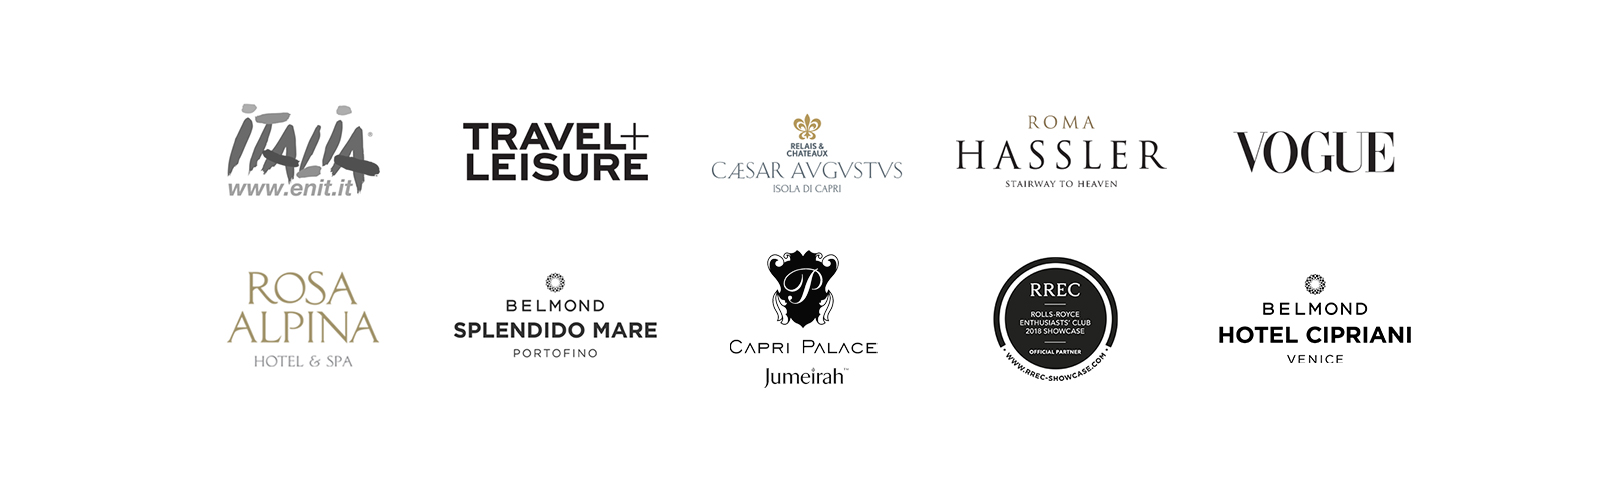 ITALIA
www.enit.it
TRAVEL+
LEISURE
RELAIS &
CHATEAUX
CÆSAR AVGVSTVS
ISOLA DI CAPRI
ROMA
HASSLER
STAIRWAY TO HEAVEN
VOGUE
ROSA
ALPINA
HOTEL & SPA
BELMOND
SPLENDIDO MARE
PORTOFINO
P
CAPRI PALACE
Jumeirah™
RREC
ROLLS-ROYCE
ENTHUSIASTS' CLUB
2018 SHOWCASE
OFFICIAL PARTNER
• WWW.RREC-SHOWCASE.COM •
BELMOND
HOTEL CIPRIANI
VENICE